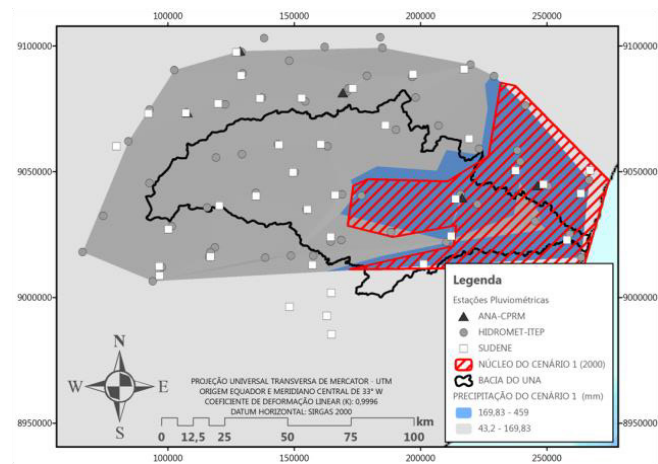 100000 150000 200000 250000
9100000 9100000
9050000 9050000
9000000 9000000
8950000 8950000
N
W E
S
PROJEÇÃO UNIVERSAL TRANSVERSA DE MERCATOR - UTM
ORIGEM EQUADOR E MERIDIANO CENTRAL DE 33° W
COEFICIENTE DE DEFORMAÇÃO LINEAR (K): 0,9996
DATUM HORIZONTAL: SIRGAS 2000
km
0 12,5 25 50 75 100
Legenda
Estações Pluviométricas
ANA-CPRM
HIDROMET-ITEP
SUDENE
NÚCLEO DO CENÁRIO 1 (2000)
BACIA DO UNA
PRECIPITAÇÃO DO CENÁRIO 1 (mm)
169,83 - 459
43,2 - 169,83
100000 150000 200000 250000